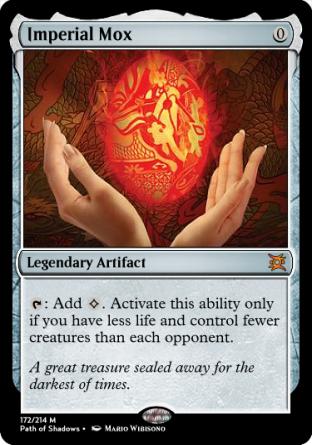 Imperial Mox 0
Legendary Artifact
: Add . Activate this ability only
if you have less life and control fewer
creatures than each opponent.
A great treasure sealed away for the
darkest of times.
172/214 M
Path of Shadows • Mario Wibisono